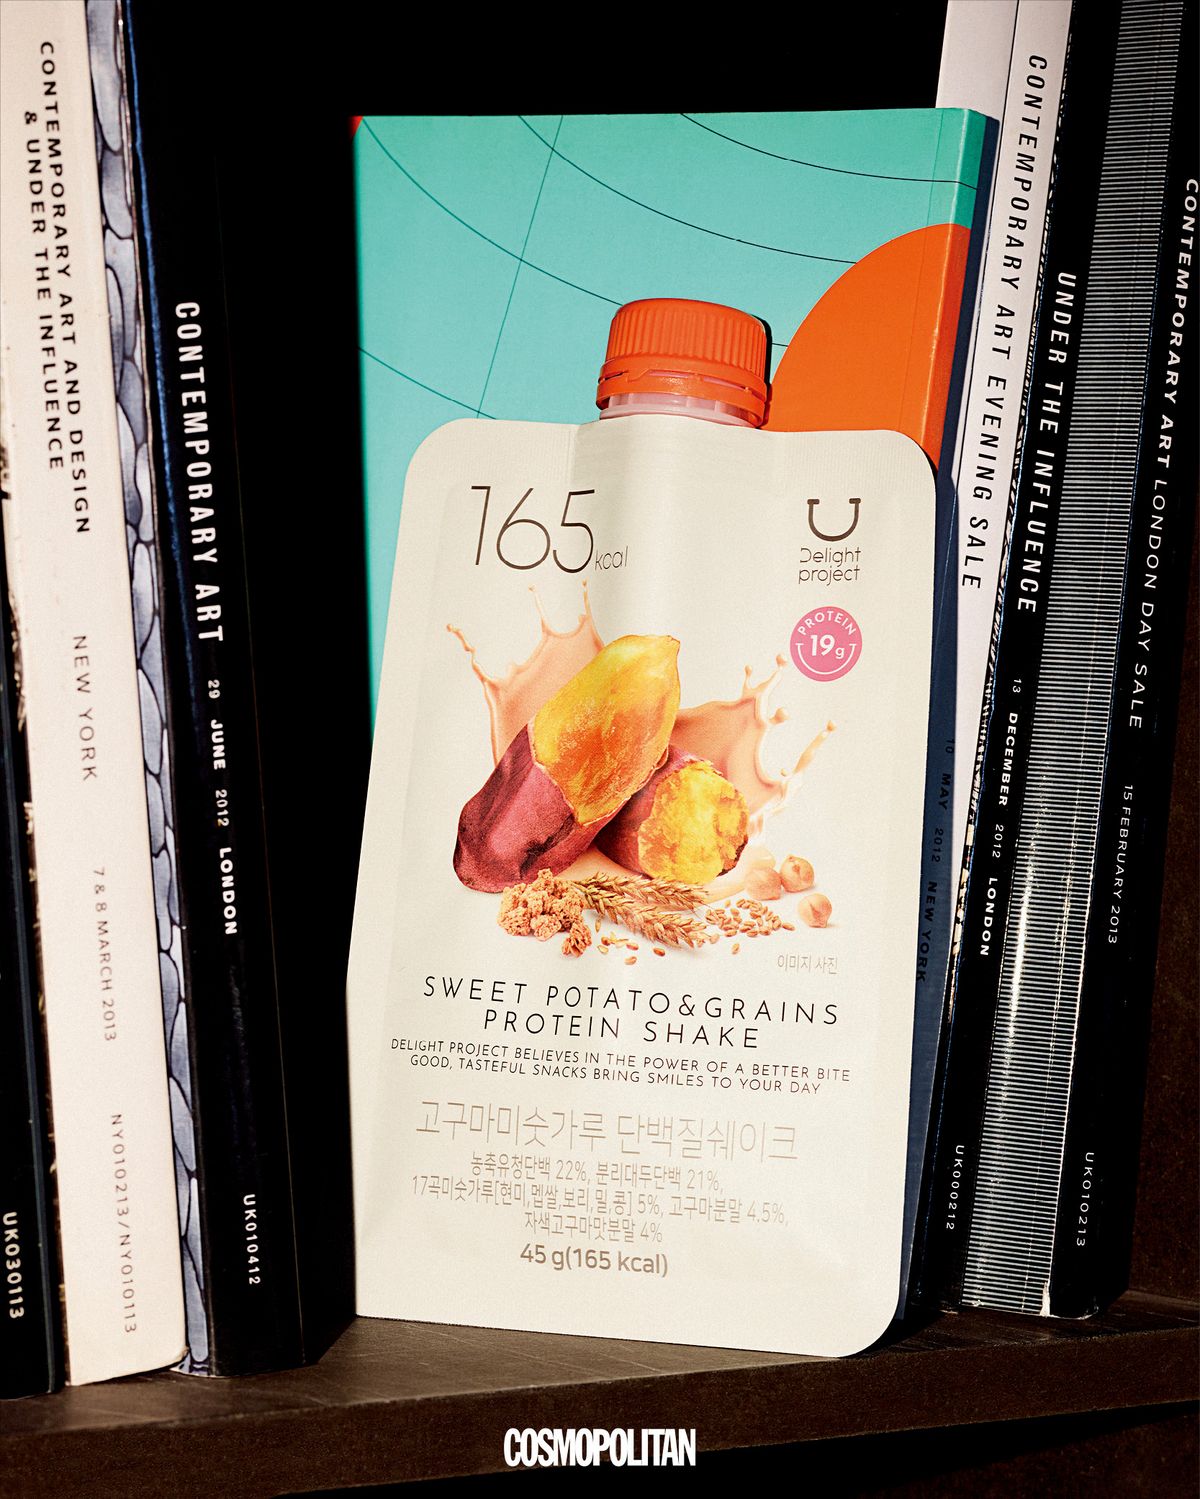 CONTEMPORARY ART AND DESIGN
& UNDER THE INFLUENCE
NEW YORK
7 & 8 MARCH 2013
NY010213/NY010113
UK030113
CONTEMPORARY ART
29 JUNE 2012 LONDON
UK010412
165kcal
Delight
project
PROTEIN
19g
이미지 사진
SWEET POTATO&GRAINS
PROTEIN SHAKE
DELIGHT PROJECT BELIEVES IN THE POWER OF A BETTER BITE
GOOD, TASTEFUL SNACKS BRING SMILES TO YOUR DAY
고구마미숫가루 단백질쉐이크
농축유청단백 22%, 분리대두단백 21%,
17곡미숫가루[현미,멥쌀,보리,밀,콩] 5%, 고구마분말 4.5%,
자색고구마맛분말 4%
45 g(165 kcal)
CONTEMPORARY ART EVENING SALE
10 MAY 2012 NEW YORK
UNDER THE INFLUENCE
13 DECEMBER 2012 LONDON
UK000212
CONTEMPORARY ART LONDON DAY SALE
15 FEBRUARY 2013
UK010213
COSMOPOLITAN